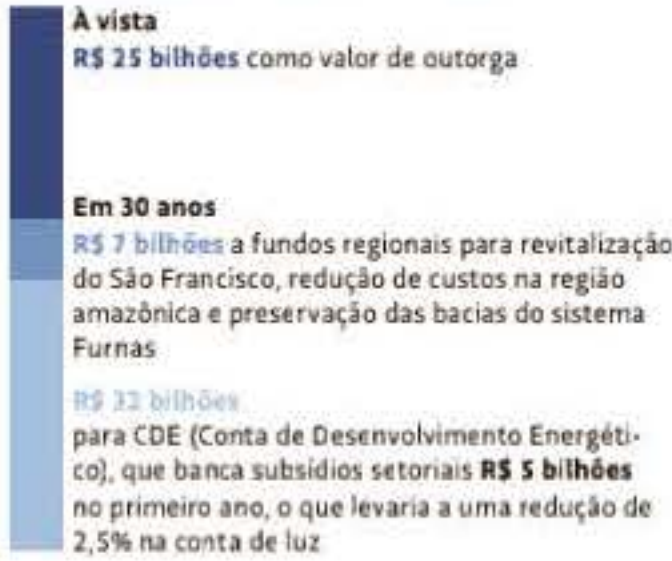 À vista
R$ 25 bilhões como valor de outorga
Em 30 anos
R$ 7 bilhões a fundos regionais para revitalização
do São Francisco, redução de custos na região
amazônica e preservação das bacias do sistema
Furnas
R$ 32 bilhões
para CDE (Conta de Desenvolvimento Energéti-
co), que banca subsídios setoriais R$ 5 bilhões
no primeiro ano, o que levaria a uma redução de
2,5% na conta de luz